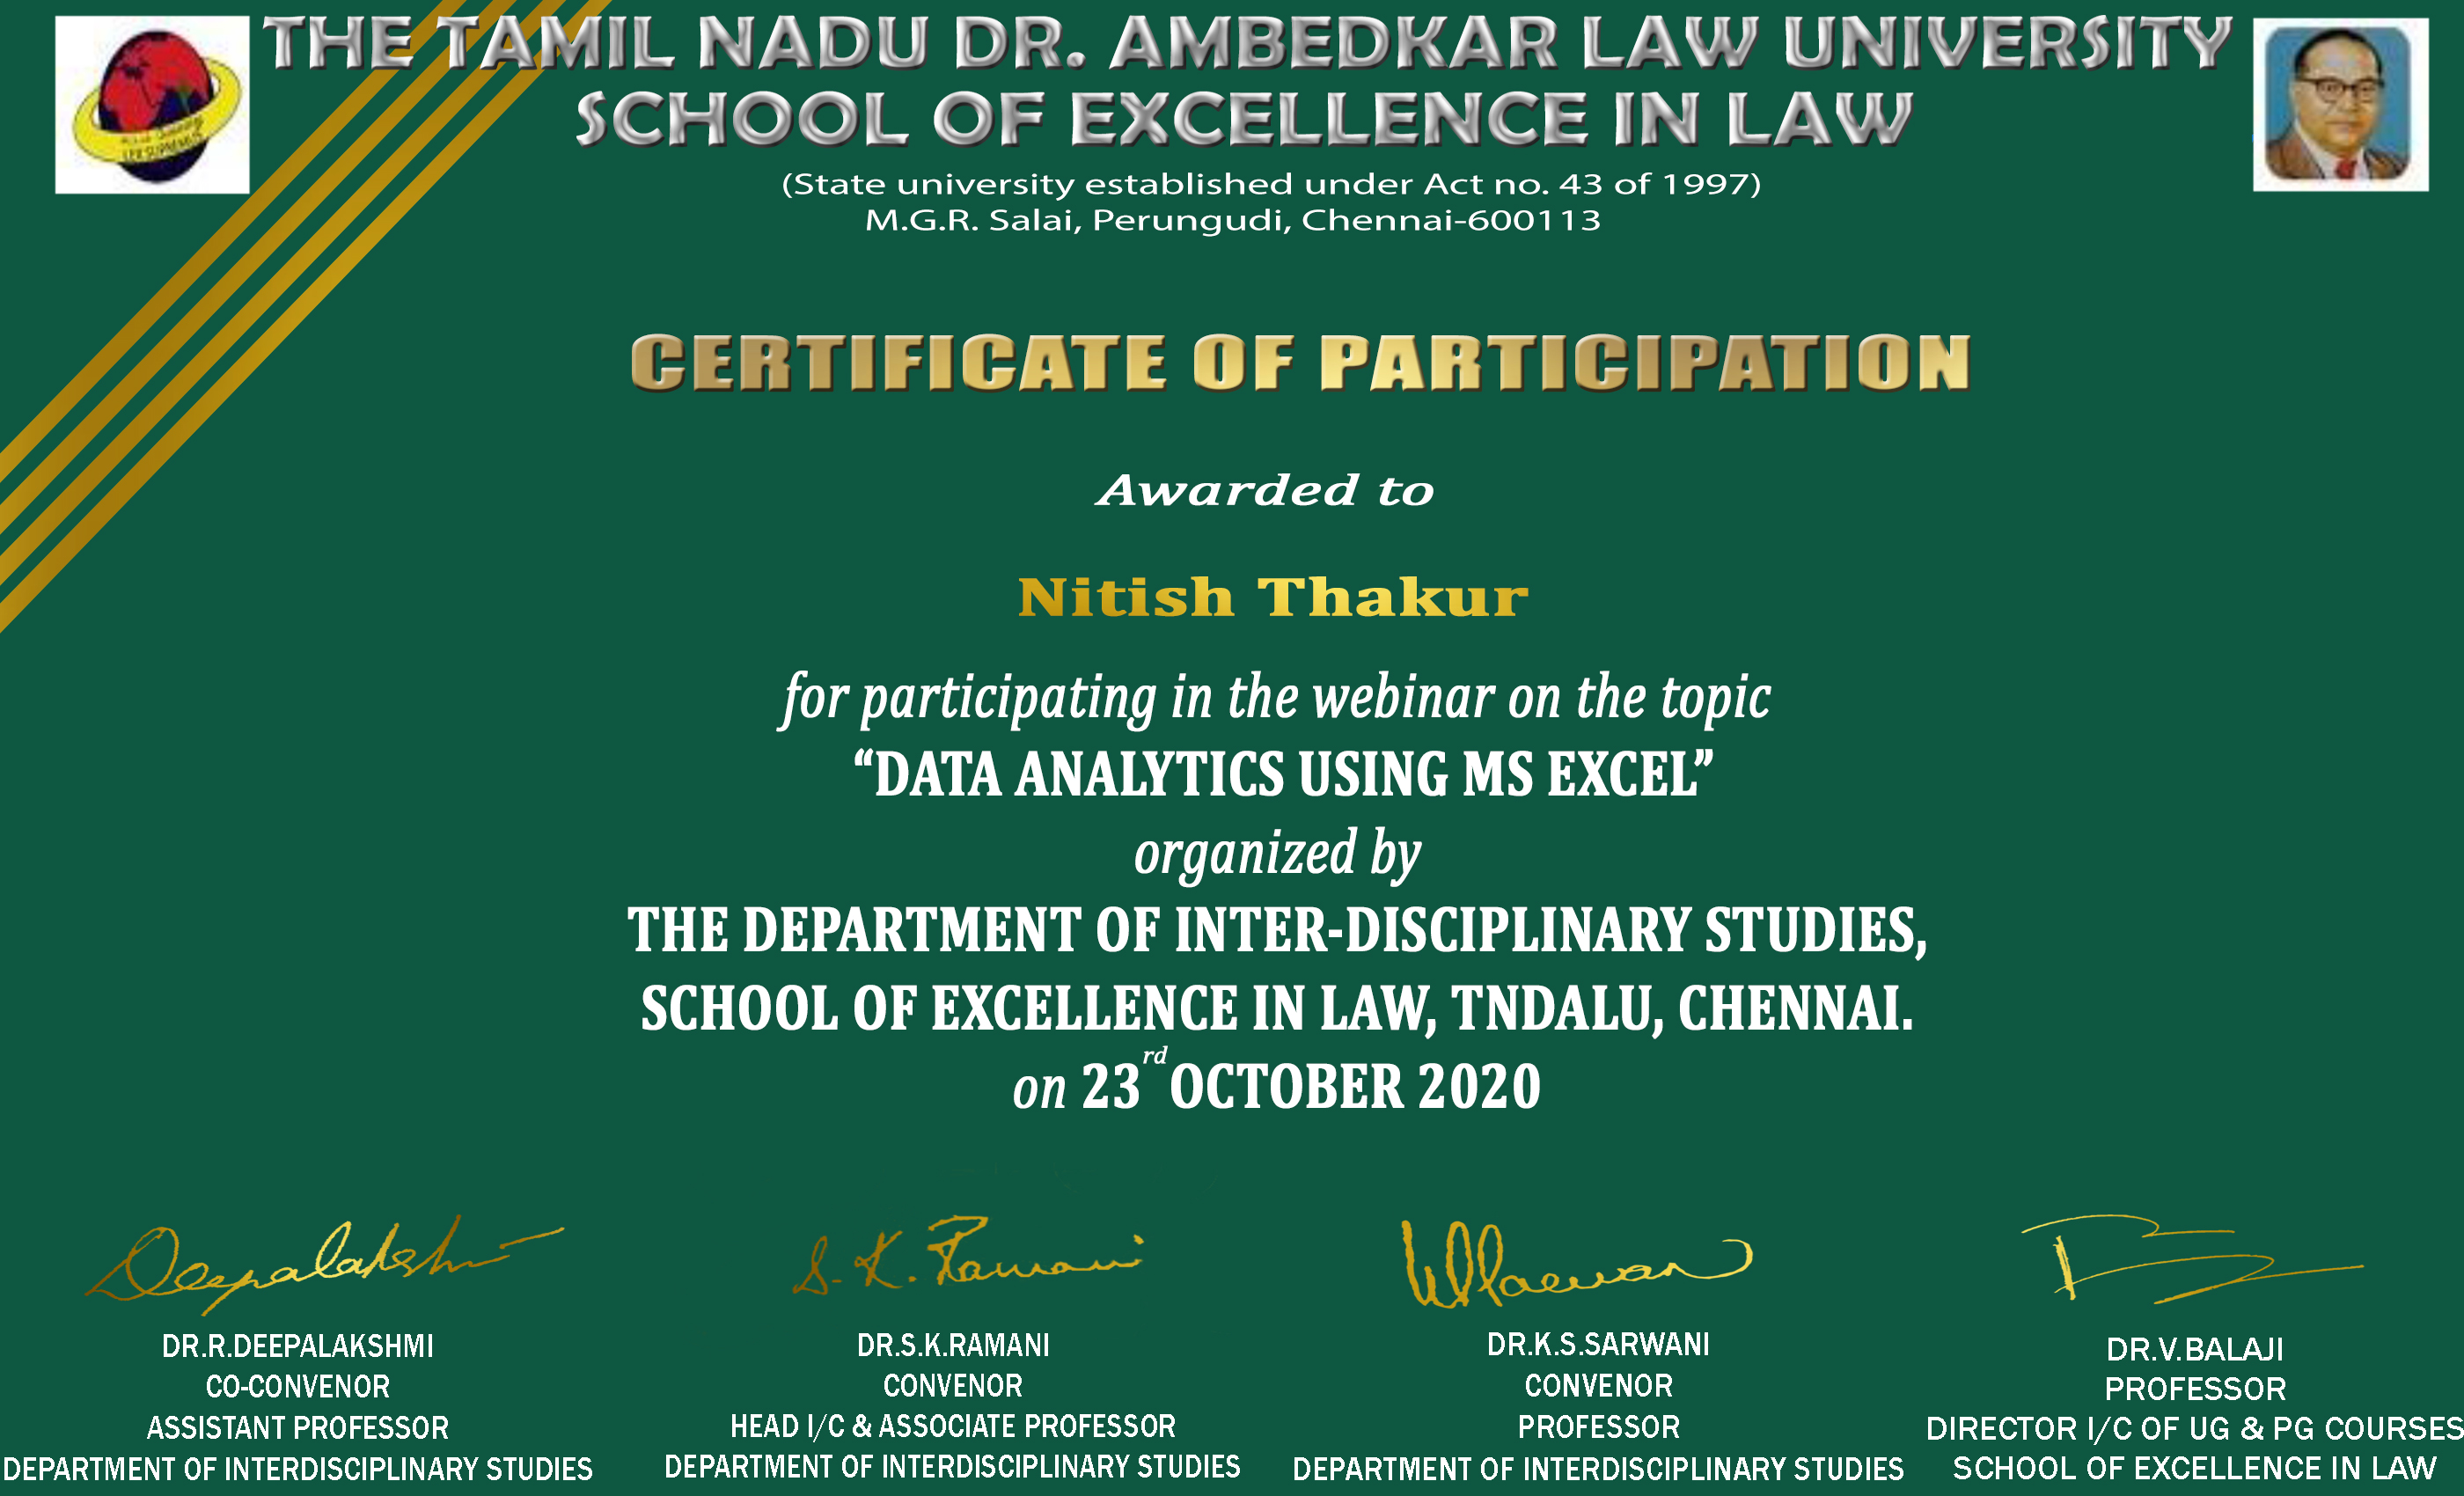 THE TAMIL NADU DR. AMBEDKAR LAW UNIVERSITY
SCHOOL OF EXCELLENCE IN LAW
(State university established under Act no. 43 of 1997)
M.G.R. Salai, Perungudi, Chennai-600113
CERTIFICATE OF PARTICIPATION
Awarded to
Nitish Thakur
for participating in the webinar on the topic
“DATA ANALYTICS USING MS EXCEL”
organized by
THE DEPARTMENT OF INTER-DISCIPLINARY STUDIES,
SCHOOL OF EXCELLENCE IN LAW, TNDALU, CHENNAI.
on 23rd OCTOBER 2020
Deepalakshmi
DR.R.DEEPALAKSHMI
CO-CONVENOR
ASSISTANT PROFESSOR
DEPARTMENT OF INTERDISCIPLINARY STUDIES
S. K. Ramani
DR.S.K.RAMANI
CONVENOR
HEAD I/C & ASSOCIATE PROFESSOR
DEPARTMENT OF INTERDISCIPLINARY STUDIES
DR.K.S.SARWANI
CONVENOR
PROFESSOR
DEPARTMENT OF INTERDISCIPLINARY STUDIES
DR.V.BALAJI
PROFESSOR
DIRECTOR I/C OF UG & PG COURSES
SCHOOL OF EXCELLENCE IN LAW